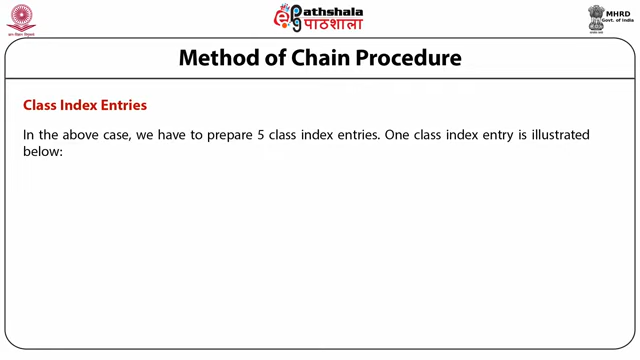 ePathshala
पाठशाला
MHRD
Govt. of India
Method of Chain Procedure
Class Index Entries
In the above case, we have to prepare 5 class index entries. One class index entry is illustrated
below: